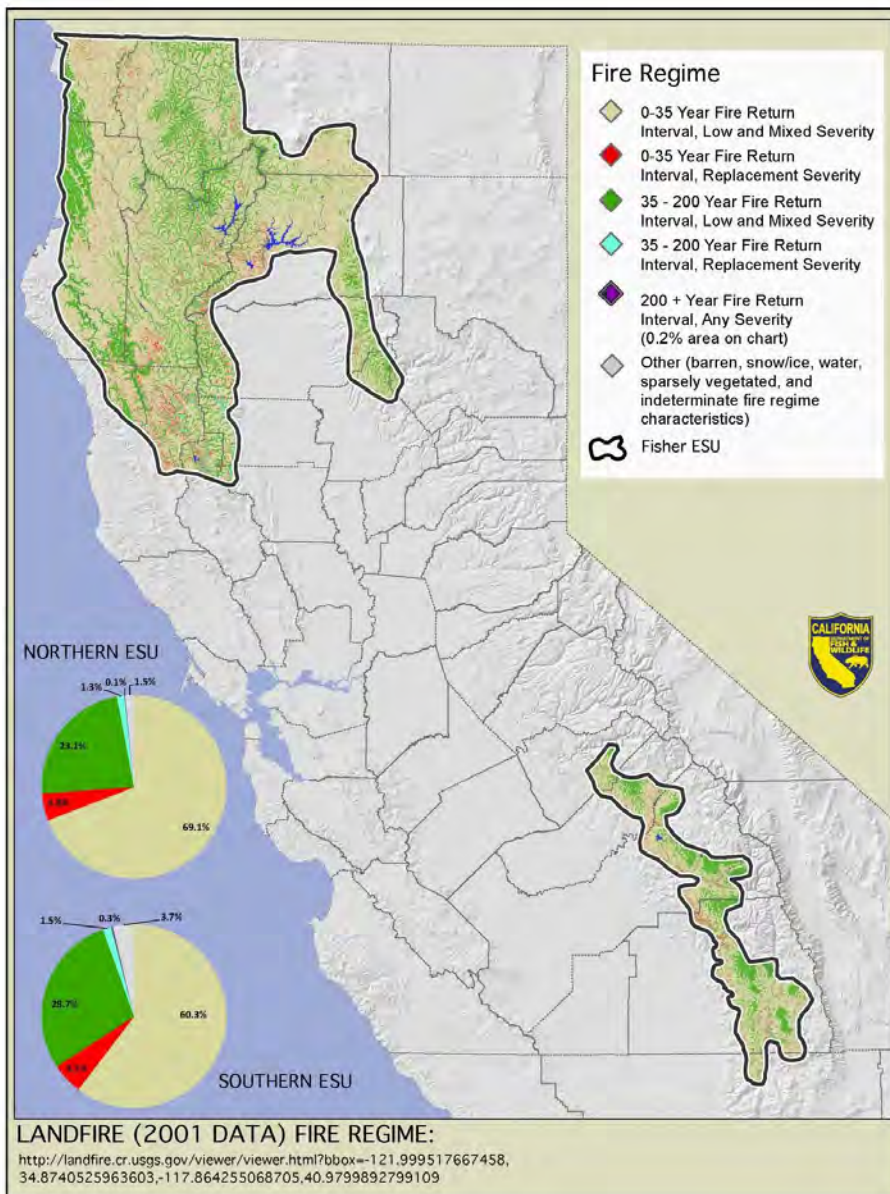 Fire Regime
0-35 Year Fire Return
Interval, Low and Mixed Severity
0-35 Year Fire Return
Interval, Replacement Severity
35 - 200 Year Fire Return
Interval, Low and Mixed Severity
35 - 200 Year Fire Return
Interval, Replacement Severity
200 + Year Fire Return
Interval, Any Severity
(0.2% area on chart)
Other (barren, snow/ice, water,
sparsely vegetated, and
indeterminate fire regime
characteristics)
Fisher ESU
CALIFORNIA
DEPARTMENT OF
FISH &
WILDLIFE
NORTHERN ESU
1.3%
0.1%
1.5%
23.1%
69.1%
1.5%
0.3%
3.7%
60.3%
SOUTHERN ESU
LANDFIRE (2001 DATA) FIRE REGIME:
http://landfire.cr.usgs.gov/viewer/viewer.html?bbox=-121.999517667458,
34.8740525963603,-117.864255068705,40.9799892799109